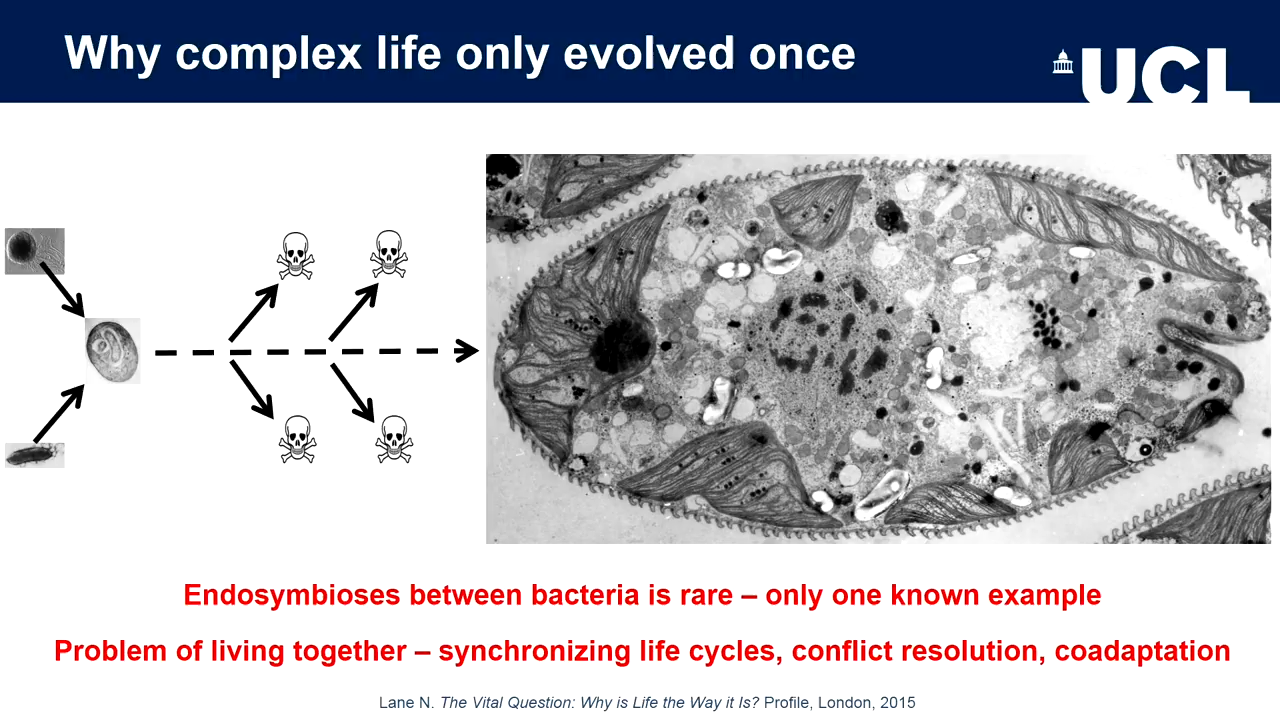 Why complex life only evolved once
UCL
Endosymbioses between bacteria is rare – only one known example
Problem of living together – synchronizing life cycles, conflict resolution, coadaptation
Lane N. The Vital Question: Why is Life the Way it Is? Profile, London, 2015